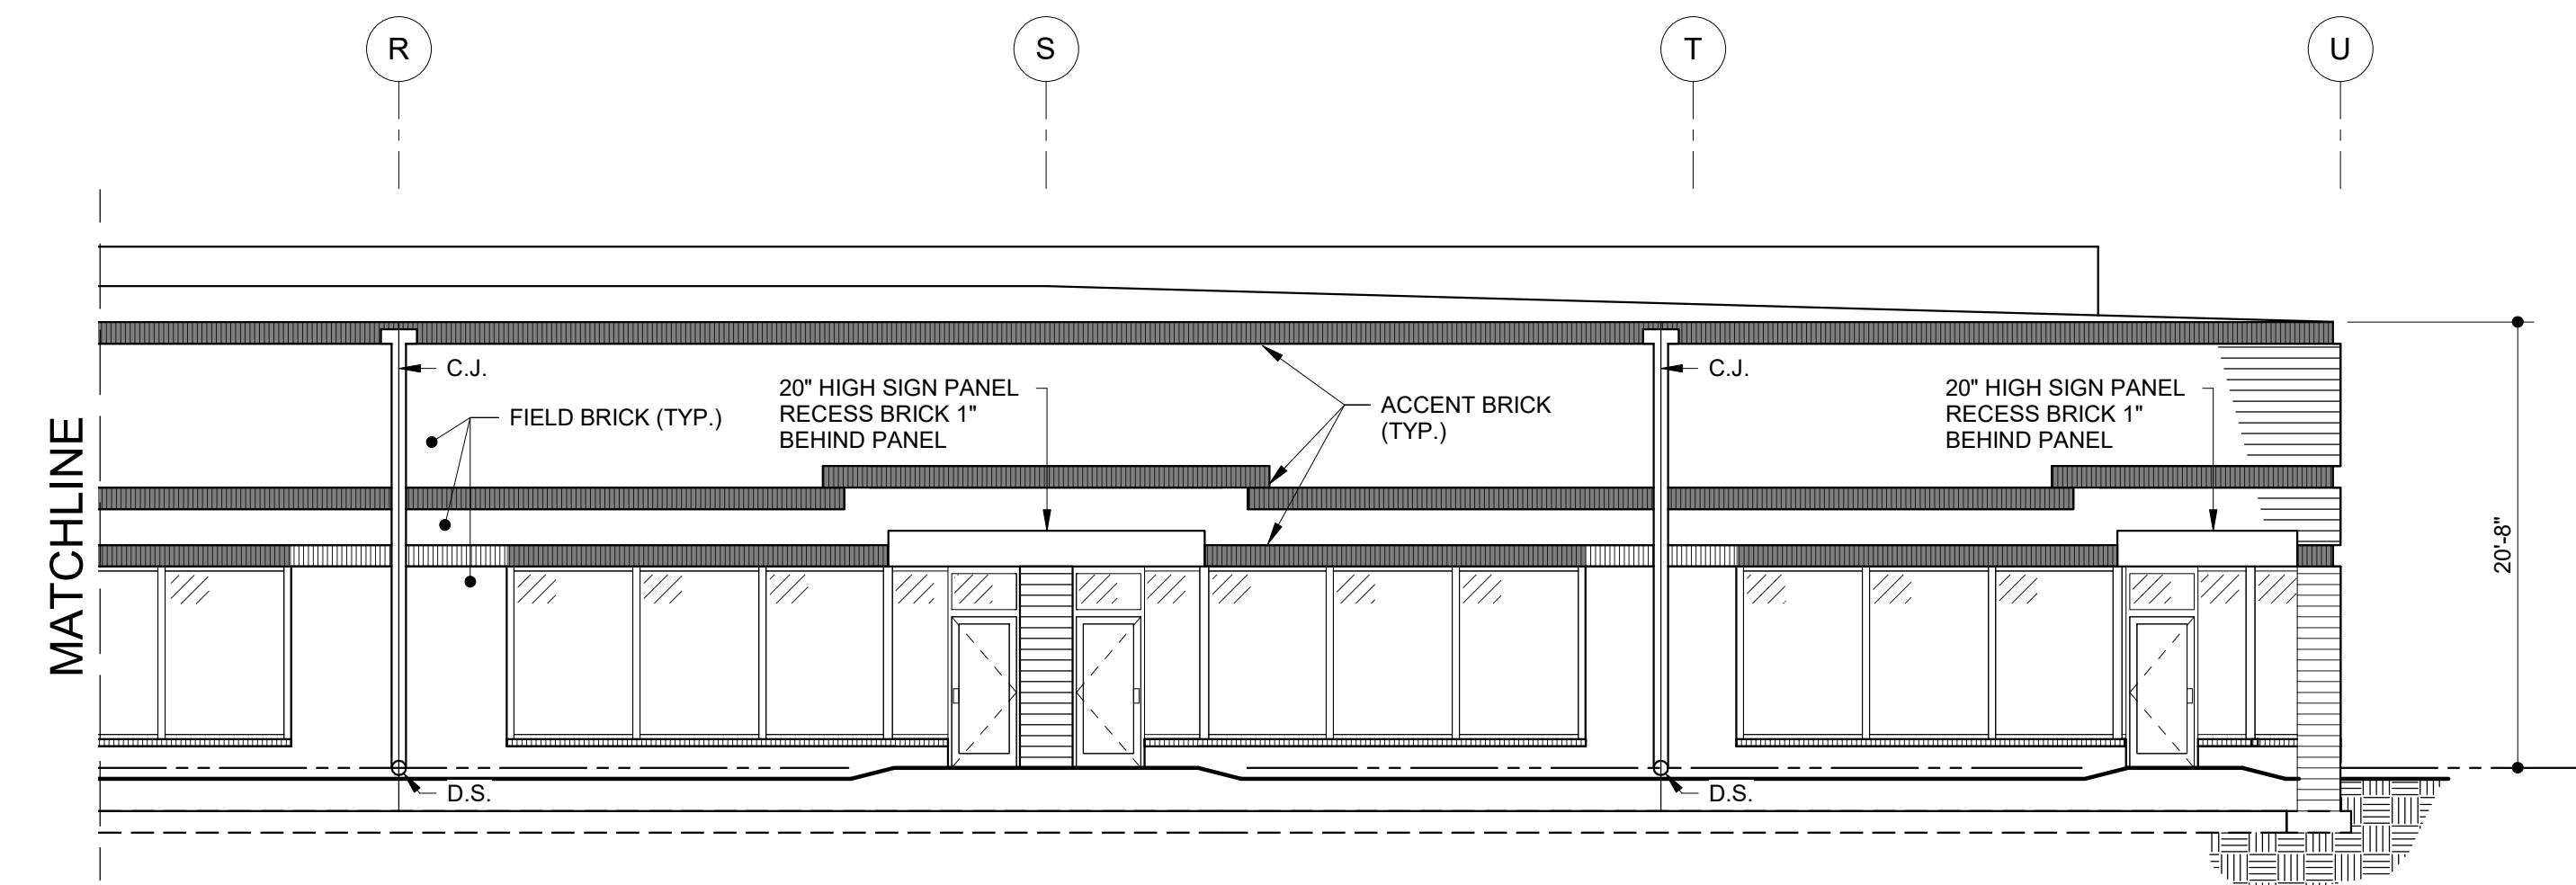 R
S
T
U
C.J.
C.J.
20" HIGH SIGN PANEL
RECESS BRICK 1"
BEHIND PANEL
20" HIGH SIGN PANEL
RECESS BRICK 1"
BEHIND PANEL
FIELD BRICK (TYP.)
ACCENT BRICK
(TYP.)
MATCHLINE
20'-8"
D.S.
D.S.